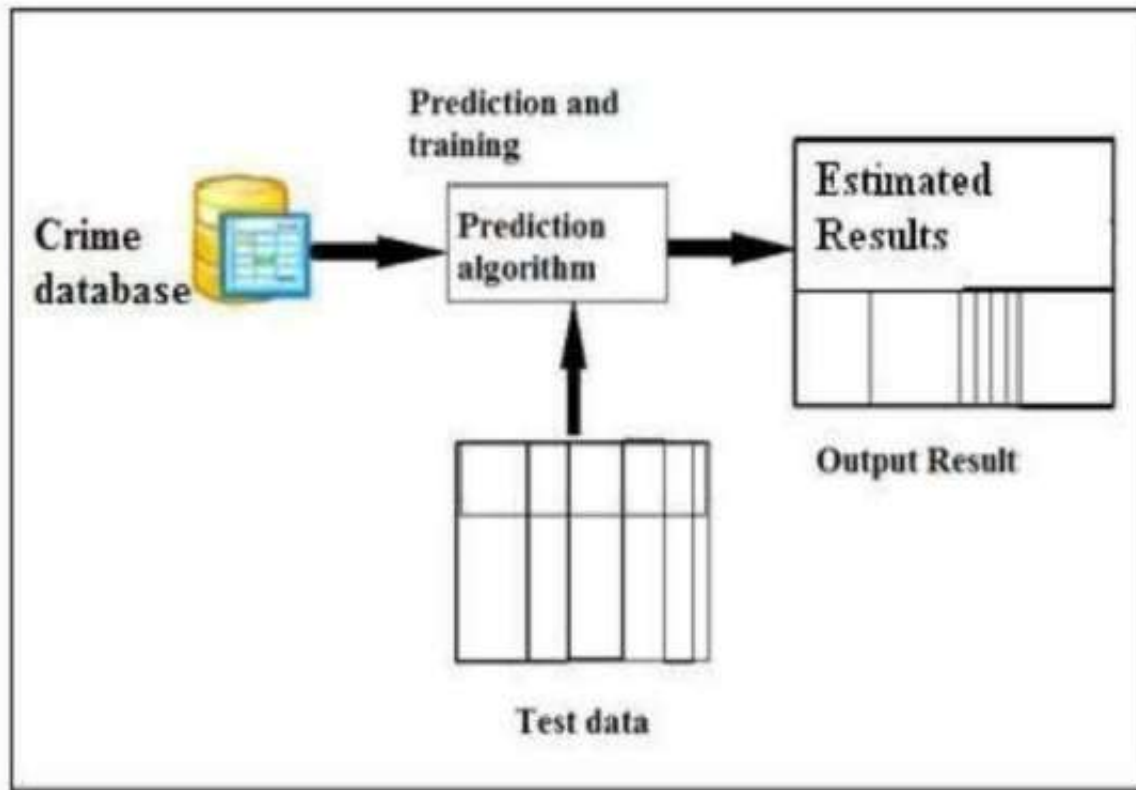 Prediction and
training
Crime
database
Prediction
algorithm
Estimated
Results
Output Result
Test data